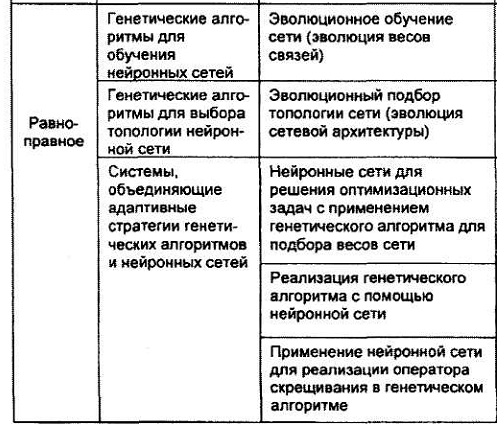 Равно-
правное
Генетические алго-
ритмы для
обучения
нейронных сетей
Эволюционное обучение
сети (эволюция весов
связей)
Генетические алго-
ритмы для выбора
топологии нейрон-
ной сети
Эволюционный подбор
топологии сети (эволюция
сетевой архитектуры)
Системы,
объединяющие
адаптивные
стратегии генети-
ческих алгоритмов
и нейронных сетей
Нейронные сети для
решения оптимизационных
задач с применением
генетического алгоритма для
подбора весов сети
Реализация генетического
алгоритма с помощью
нейронной сети
Применение нейронной сети
для реализации оператора
скрещивания в генетическом
алгоритме